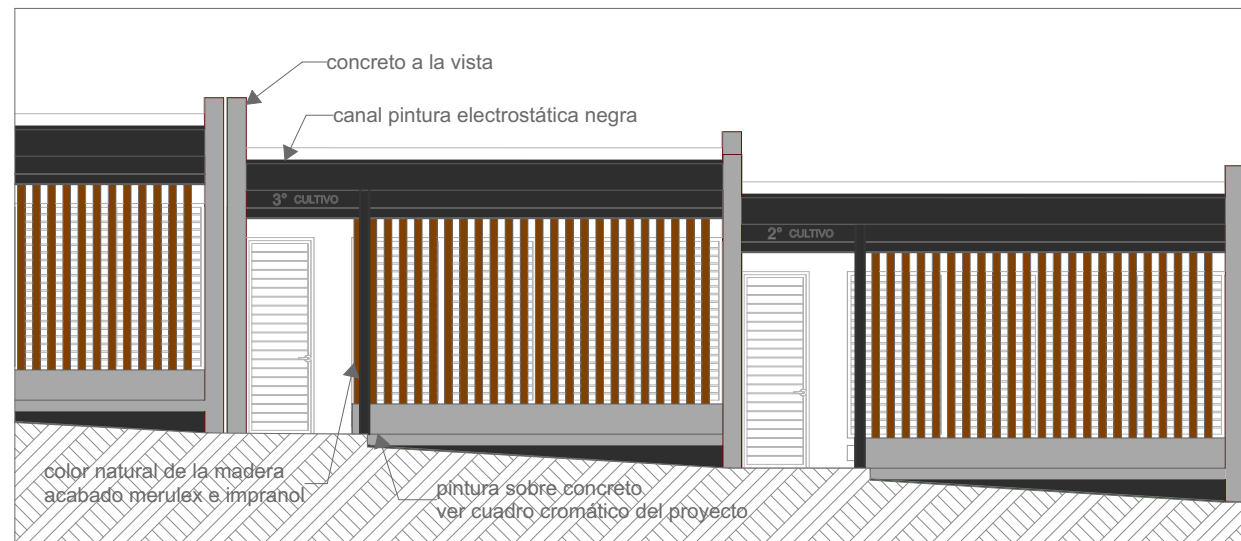 concreto a la vista
canal pintura electrostática negra
3° CULTIVO
2° CULTIVO
color natural de la madera
acabado merulex e impranol
pintura sobre concreto
ver cuadro cromático del proyecto